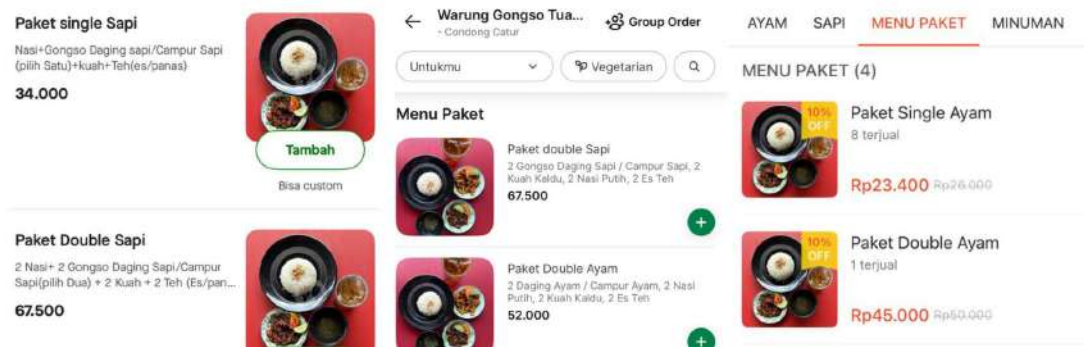 Paket single Sapi
Nasi+Gongso Daging sapi/Campur Sapi
(pilih Satu)+kuah+Teh(es/panas)
34.000
Tambah
Bisa custom
Paket Double Sapi
2 Nasi+ 2 Gongso Daging Sapi/Campur
Sapi(pilih Dua) + 2 Kuah + 2 Teh (Es/pan...
67.500
Warung Gongso Tua...
- Condong Catur
Group Order
Untukmu
Vegetarian
Menu Paket
Paket double Sapi
2 Gongso Daging Sapi / Campur Sapi, 2
Kuah Kaldu, 2 Nasi Putih, 2 Es Teh
67.500
Paket Double Ayam
2 Daging Ayam / Campur Ayam, 2 Nasi
Putih, 2 Kuah Kaldu, 2 Es Teh
52.000
AYAM SAPI MENU PAKET MINUMAN
MENU PAKET (4)
10%
OFF
Paket Single Ayam
8 terjual
Rp23.400 Rp26.000
10%
OFF
Paket Double Ayam
1 terjual
Rp45.000 Rp50.000